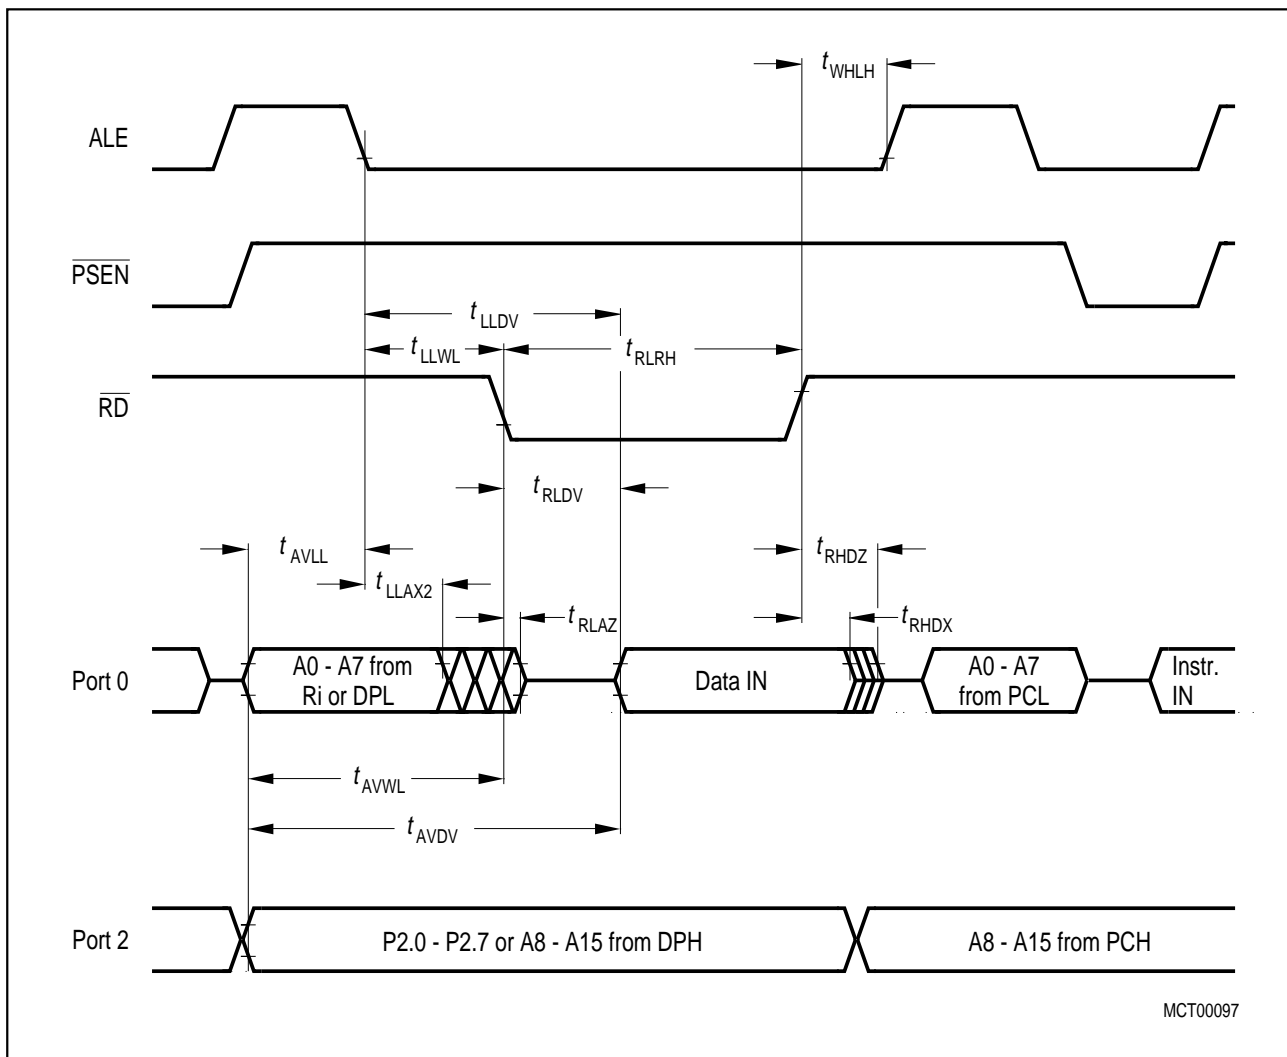 t WHLH
ALE
PSEN
t LLDV
t LLWL
t RLRH
RD
t RLDV
t AVLL
t RHDZ
t LLAX2
t RLAZ
t RHDX
Port 0
A0 - A7 from
Ri or DPL
Data IN
A0 - A7
from PCL
Instr.
IN
t AVWL
t AVDV
Port 2
P2.0 - P2.7 or A8 - A15 from DPH
A8 - A15 from PCH
MCT00097